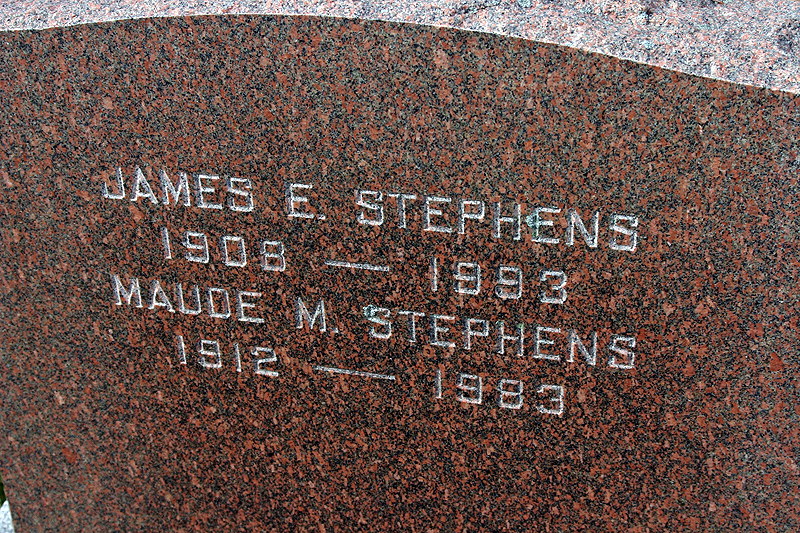 JAMES E. STEPHENS
1908 — 1993
MAUDE M. STEPHENS
1912 — 1983